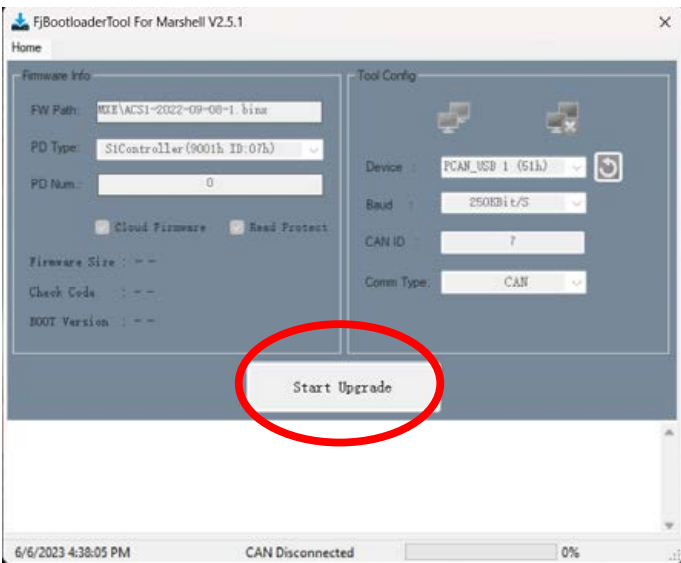 FjBootloaderTool For Marshell V2.5.1
Home
Firmware Info
FW Path: MXE\ACS1-2022-09-08-1.binx
PD Type: S1Controller(9001h ID:07h)
PD Num.: 0
Cloud Firmware Read Protect
Firmware Size : --
Check Code : --
BOOT Version : --
Tool Config
Device : PCAN_USB 1 (51h)
Baud : 250KBit/S
CAN ID : 7
Comm Type: CAN
Start Upgrade
6/6/2023 4:38:05 PM CAN Disconnected 0%